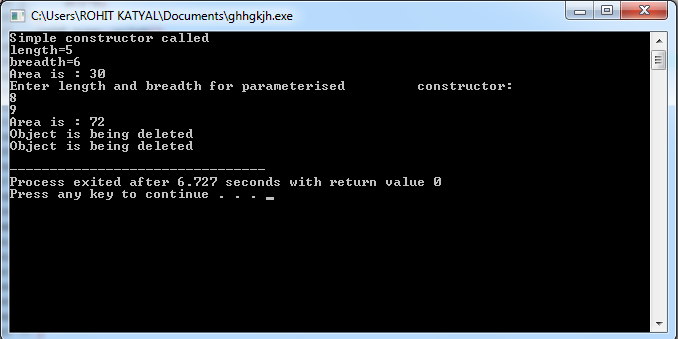 C:\Users\ROHIT KATYAL\Documents\ghhgkjh.exe
Simple constructor called
length=5
breadth=6
Area is : 30
Enter length and breadth for parameterised         constructor:
8
9
Area is : 72
Object is being deleted
Object is being deleted
--------------------------------
Process exited after 6.727 seconds with return value 0
Press any key to continue . . . _